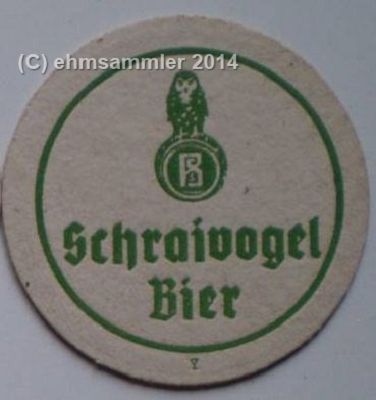 (C) ehmsammler 2014
B
Schraivogel
Bier
Y